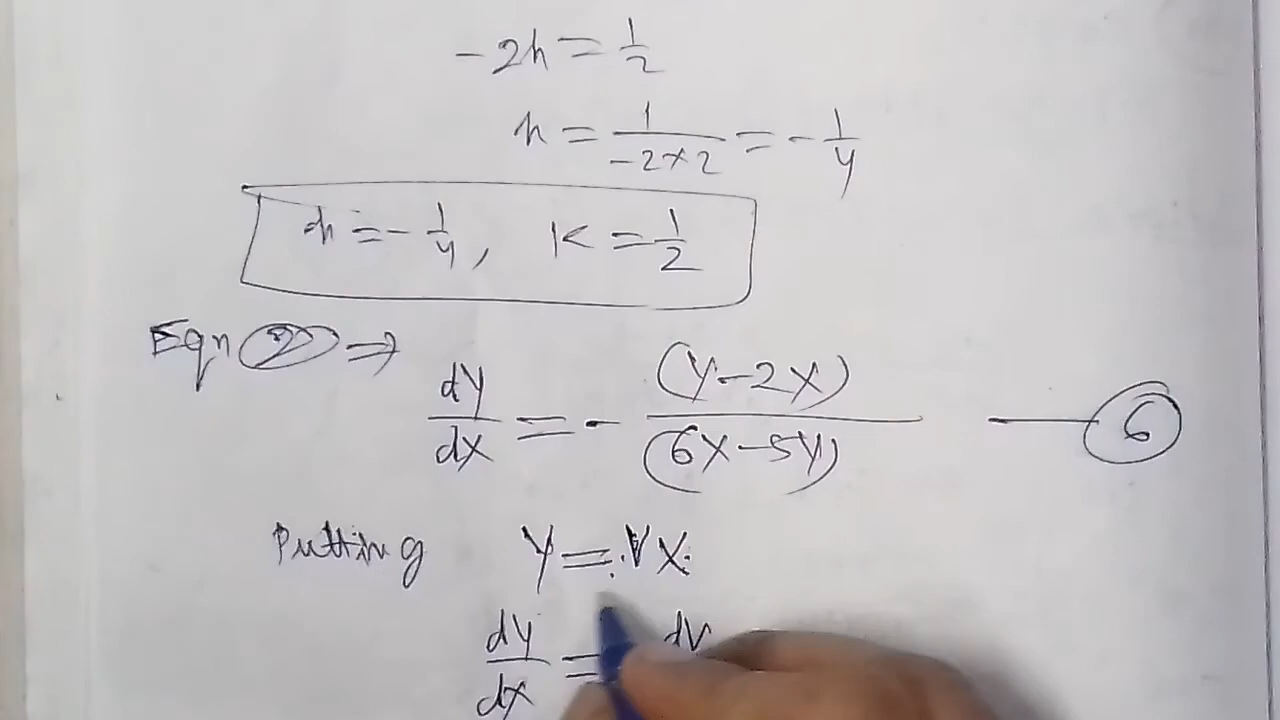 -2h = 1/2
h = 1/(-2×2) = -1/4
h = -1/4, K = 1/2
Eqn (2) ⇒
dY/dX = - (Y-2X)/(6X-5Y) — (6)
Putting Y = VX
dY/dX = dV